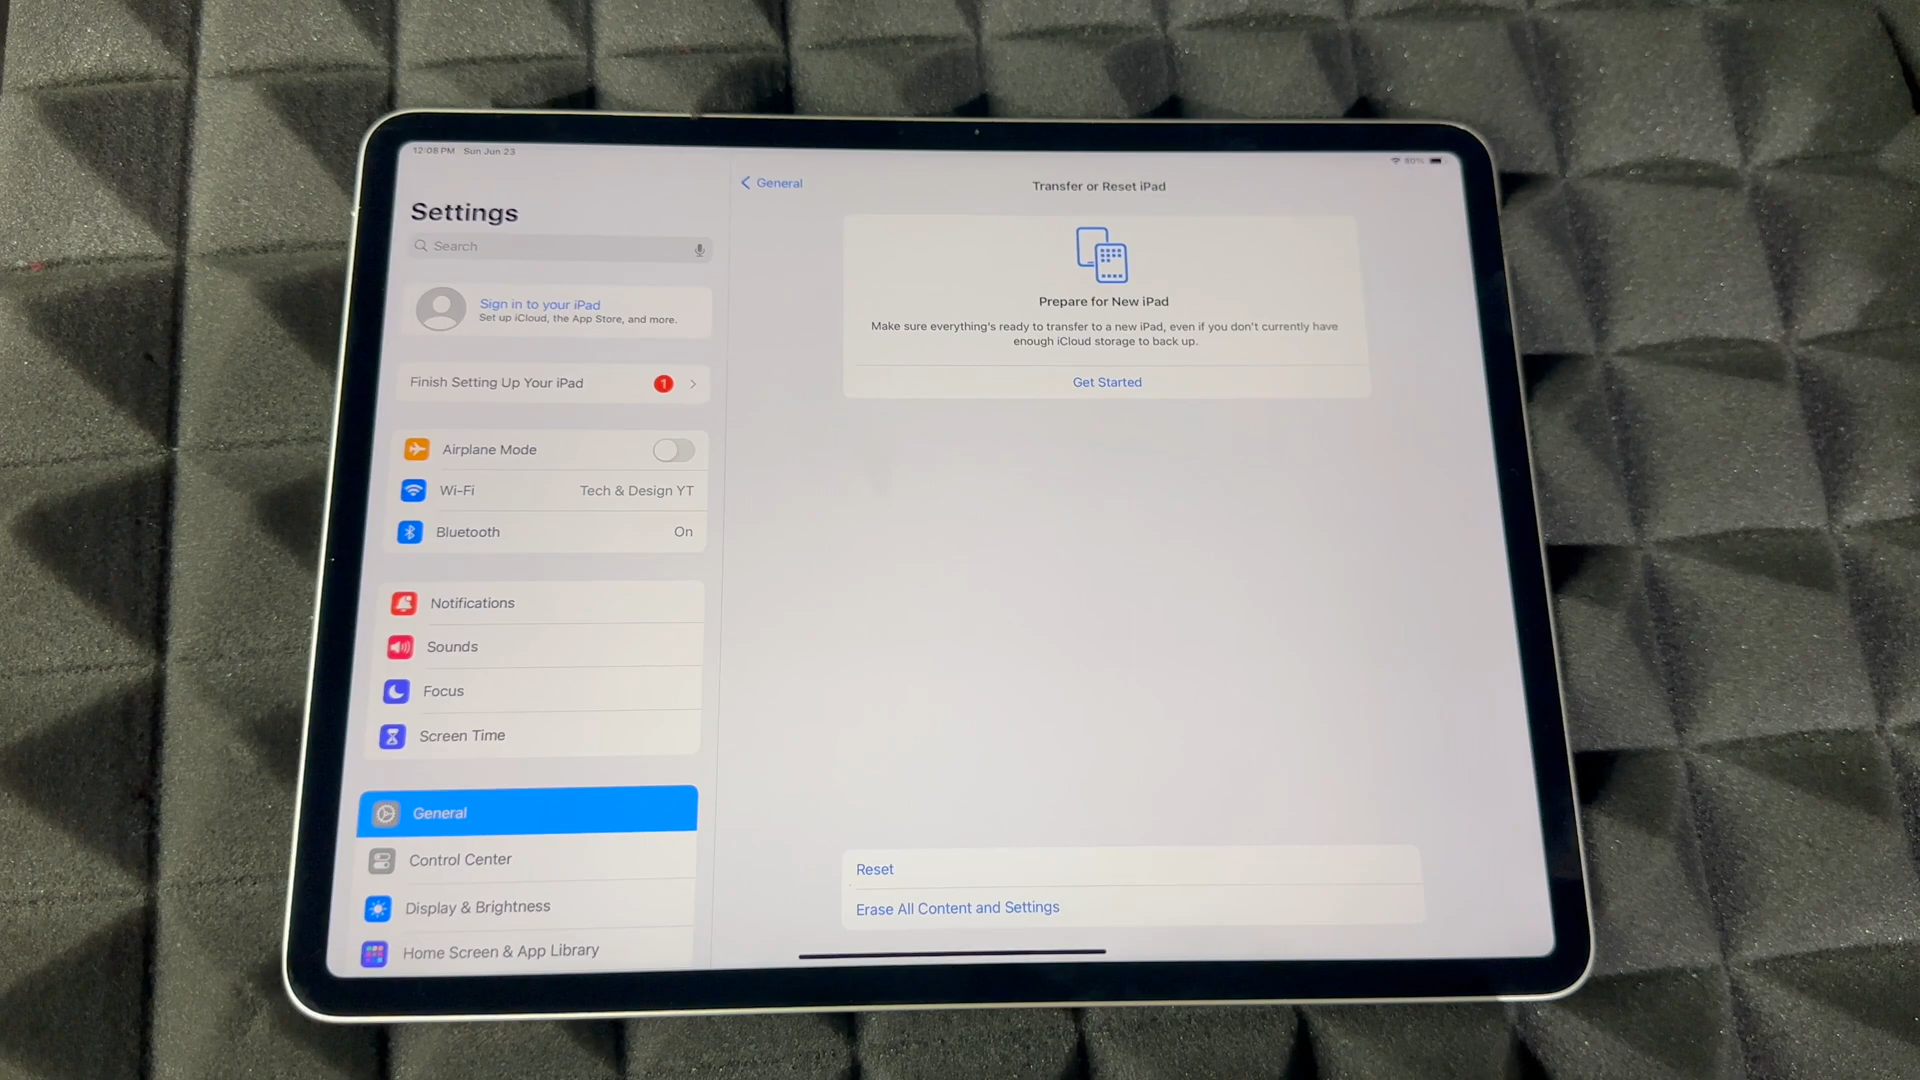 12:08 PM Sun Jun 23
80%
Settings
Search
Sign in to your iPad
Set up iCloud, the App Store, and more.
Finish Setting Up Your iPad 1
Airplane Mode
Wi-Fi Tech & Design YT
Bluetooth On
Notifications
Sounds
Focus
Screen Time
General
Control Center
Display & Brightness
Home Screen & App Library
General
Transfer or Reset iPad
Prepare for New iPad
Make sure everything's ready to transfer to a new iPad, even if you don't currently have
enough iCloud storage to back up.
Get Started
Reset
Erase All Content and Settings